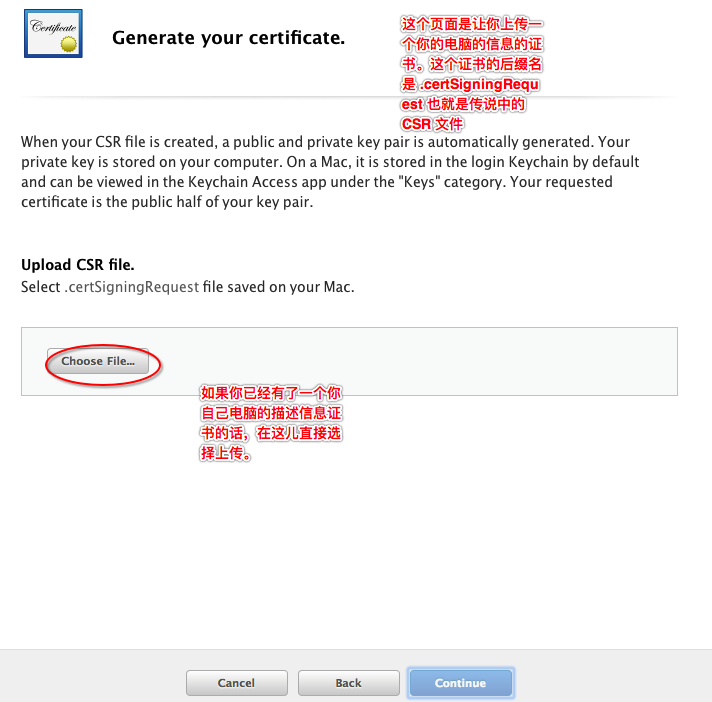 Certificate
Generate your certificate.
这个页面是让你上传一
个你的电脑的信息的证
书。这个证书的后缀名
是 .certSigningRequ
est 也就是传说中的
CSR 文件
When your CSR file is created, a public and private key pair is automatically generated. Your
private key is stored on your computer. On a Mac, it is stored in the login Keychain by default
and can be viewed in the Keychain Access app under the "Keys" category. Your requested
certificate is the public half of your key pair.
Upload CSR file.
Select .certSigningRequest file saved on your Mac.
Choose File...
如果你已经有了一个你
自己电脑的描述信息证
书的话，在这儿直接选
择上传。
Cancel
Back
Continue